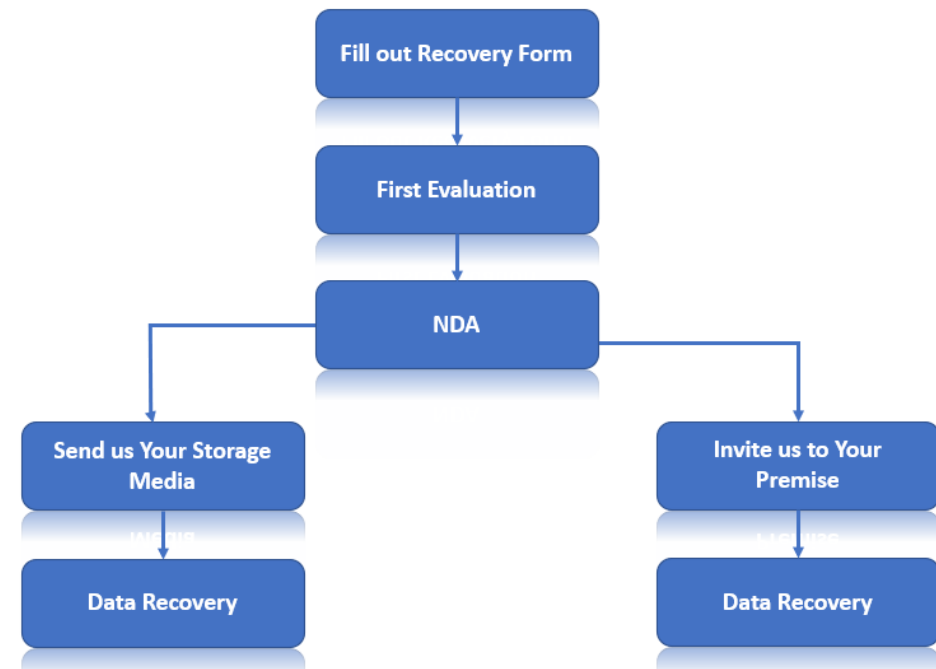 Fill out Recovery Form
First Evaluation
NDA
Send us Your Storage
Media
Invite us to Your
Premise
Data Recovery
Data Recovery